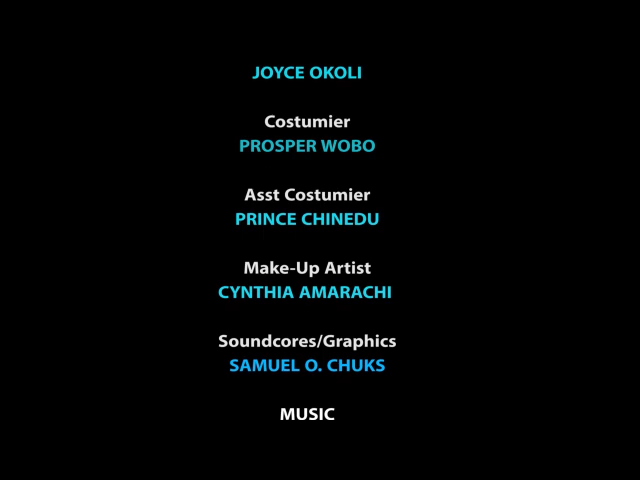 JOYCE OKOLI
Costumier
PROSPER WOBO
Asst Costumier
PRINCE CHINEDU
Make-Up Artist
CYNTHIA AMARACHI
Soundcores/Graphics
SAMUEL O. CHUKS
MUSIC